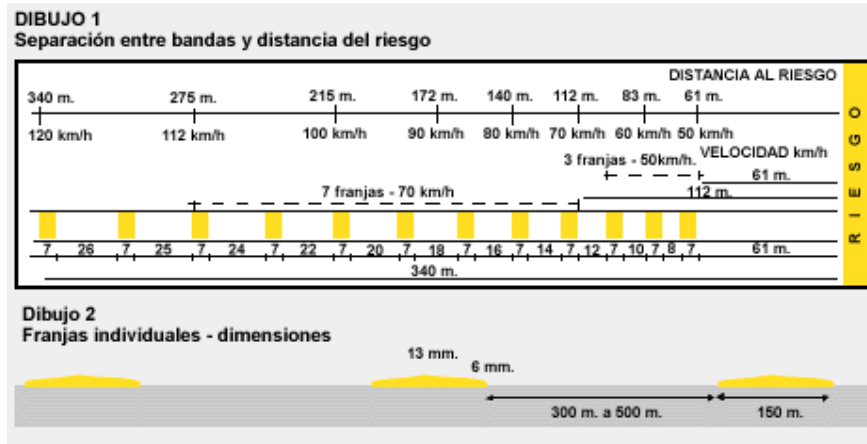 DIBUJO 1
Separación entre bandas y distancia del riesgo
DISTANCIA AL RIESGO
340 m. 275 m. 215 m. 172 m. 140 m. 112 m. 83 m. 61 m.
120 km/h 112 km/h 100 km/h 90 km/h 80 km/h 70 km/h 60 km/h 50 km/h
VELOCIDAD km/h
3 franjas - 50km/h.
61 m.
7 franjas - 70 km/h
112 m.
7 26 7 25 7 24 7 22 7 20 7 18 7 16 7 14 7 12 7 10 7 8 7 61 m.
340 m.
RIESGO
Dibujo 2
Franjas individuales - dimensiones
13 mm.
6 mm.
300 m. a 500 m.
150 m.